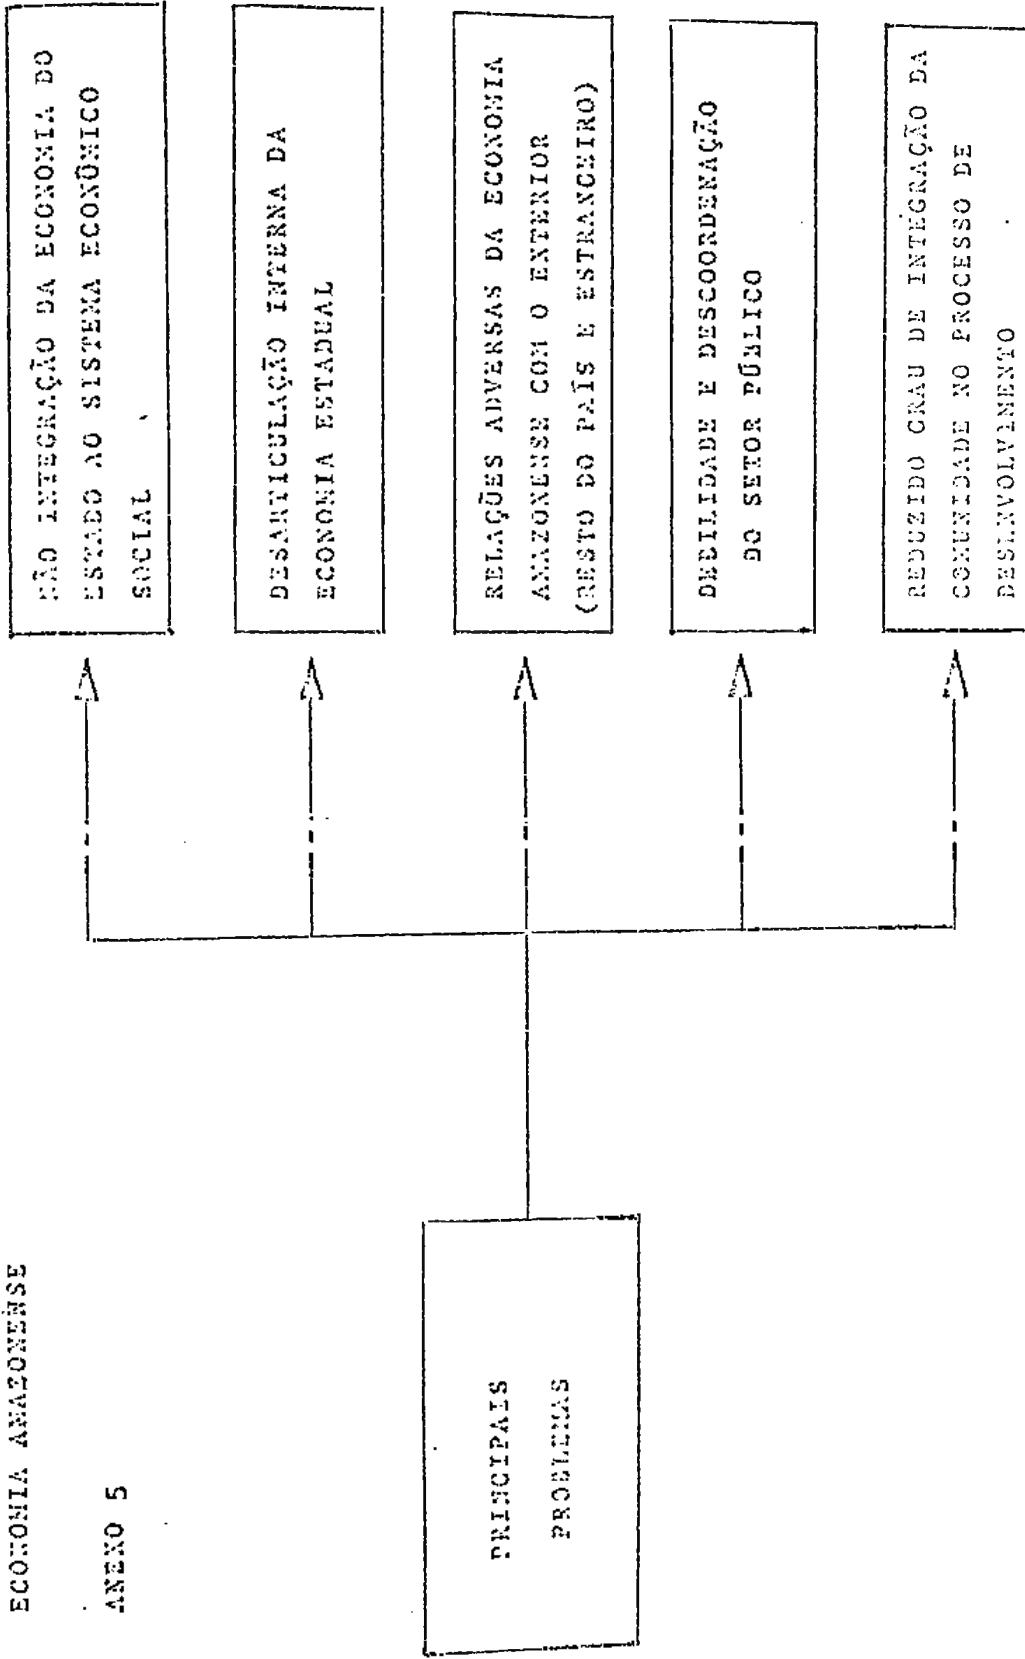 ECONOMIA AMAZONENSE
ANEXO 5
PRINCIPAIS
PROBLEMAS
NÃO INTEGRAÇÃO DA ECONOMIA DO
ESTADO AO SISTEMA ECONÔMICO
SOCIAL
DESARTICULAÇÃO INTERNA DA
ECONOMIA ESTADUAL
RELAÇÕES ADVERSAS DA ECONOMIA
AMAZONENSE COM O EXTERIOR
(RESTO DO PAÍS E ESTRANGEIRO)
DEBILIDADE E DESCOORDENAÇÃO
DO SETOR PÚBLICO
REDUZIDO GRAU DE INTEGRAÇÃO DA
COMUNIDADE NO PROCESSO DE
DESENVOLVIMENTO